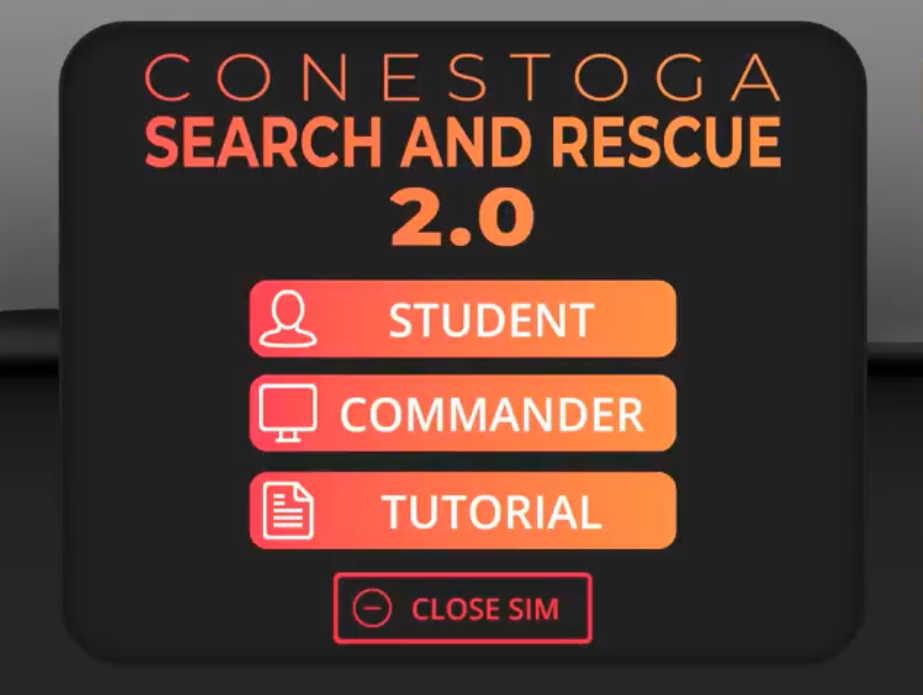 CONESTOGA
SEARCH AND RESCUE
2.0
STUDENT
COMMANDER
TUTORIAL
CLOSE SIM